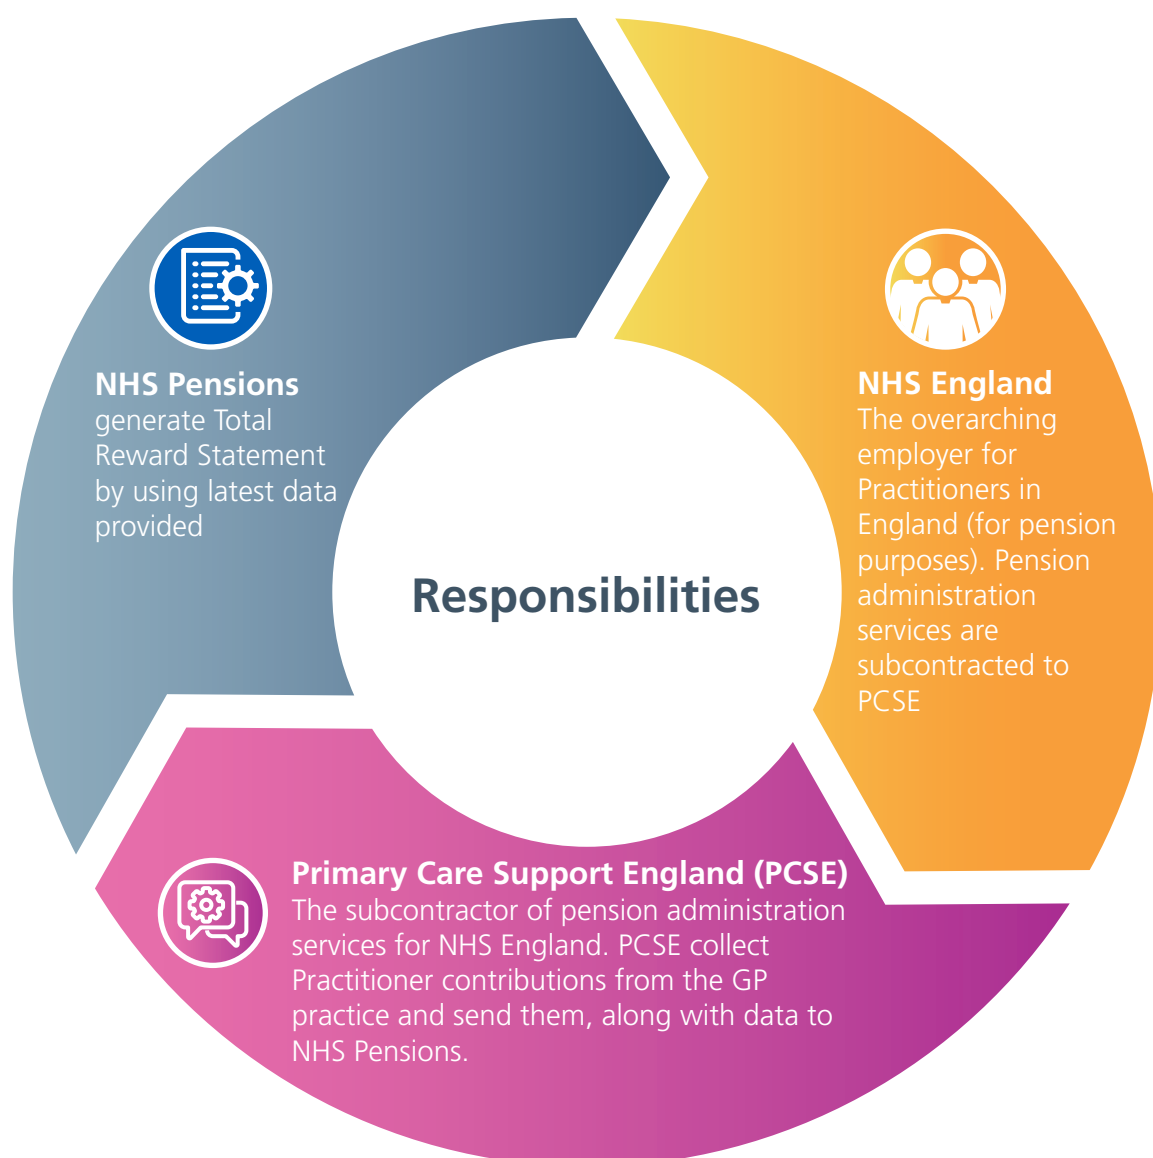 NHS Pensions
generate Total
Reward Statement
by using latest data
provided
NHS England
The overarching
employer for
Practitioners in
England (for pension
purposes). Pension
administration
services are
subcontracted to
PCSE
Responsibilities
Primary Care Support England (PCSE)
The subcontractor of pension administration
services for NHS England. PCSE collect
Practitioner contributions from the GP
practice and send them, along with data to
NHS Pensions.